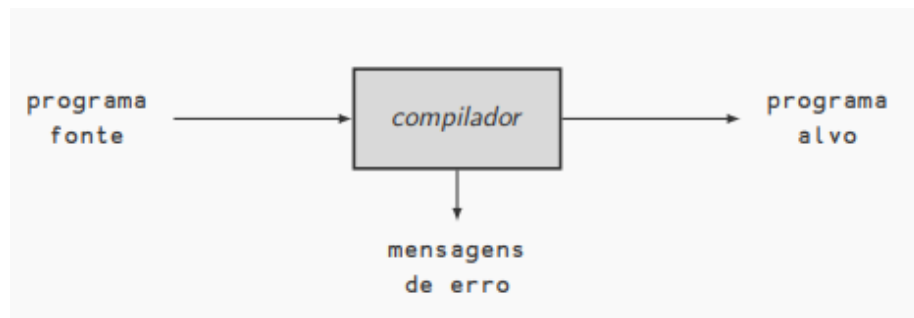 programa
fonte
compilador
programa
alvo
mensagens
de erro